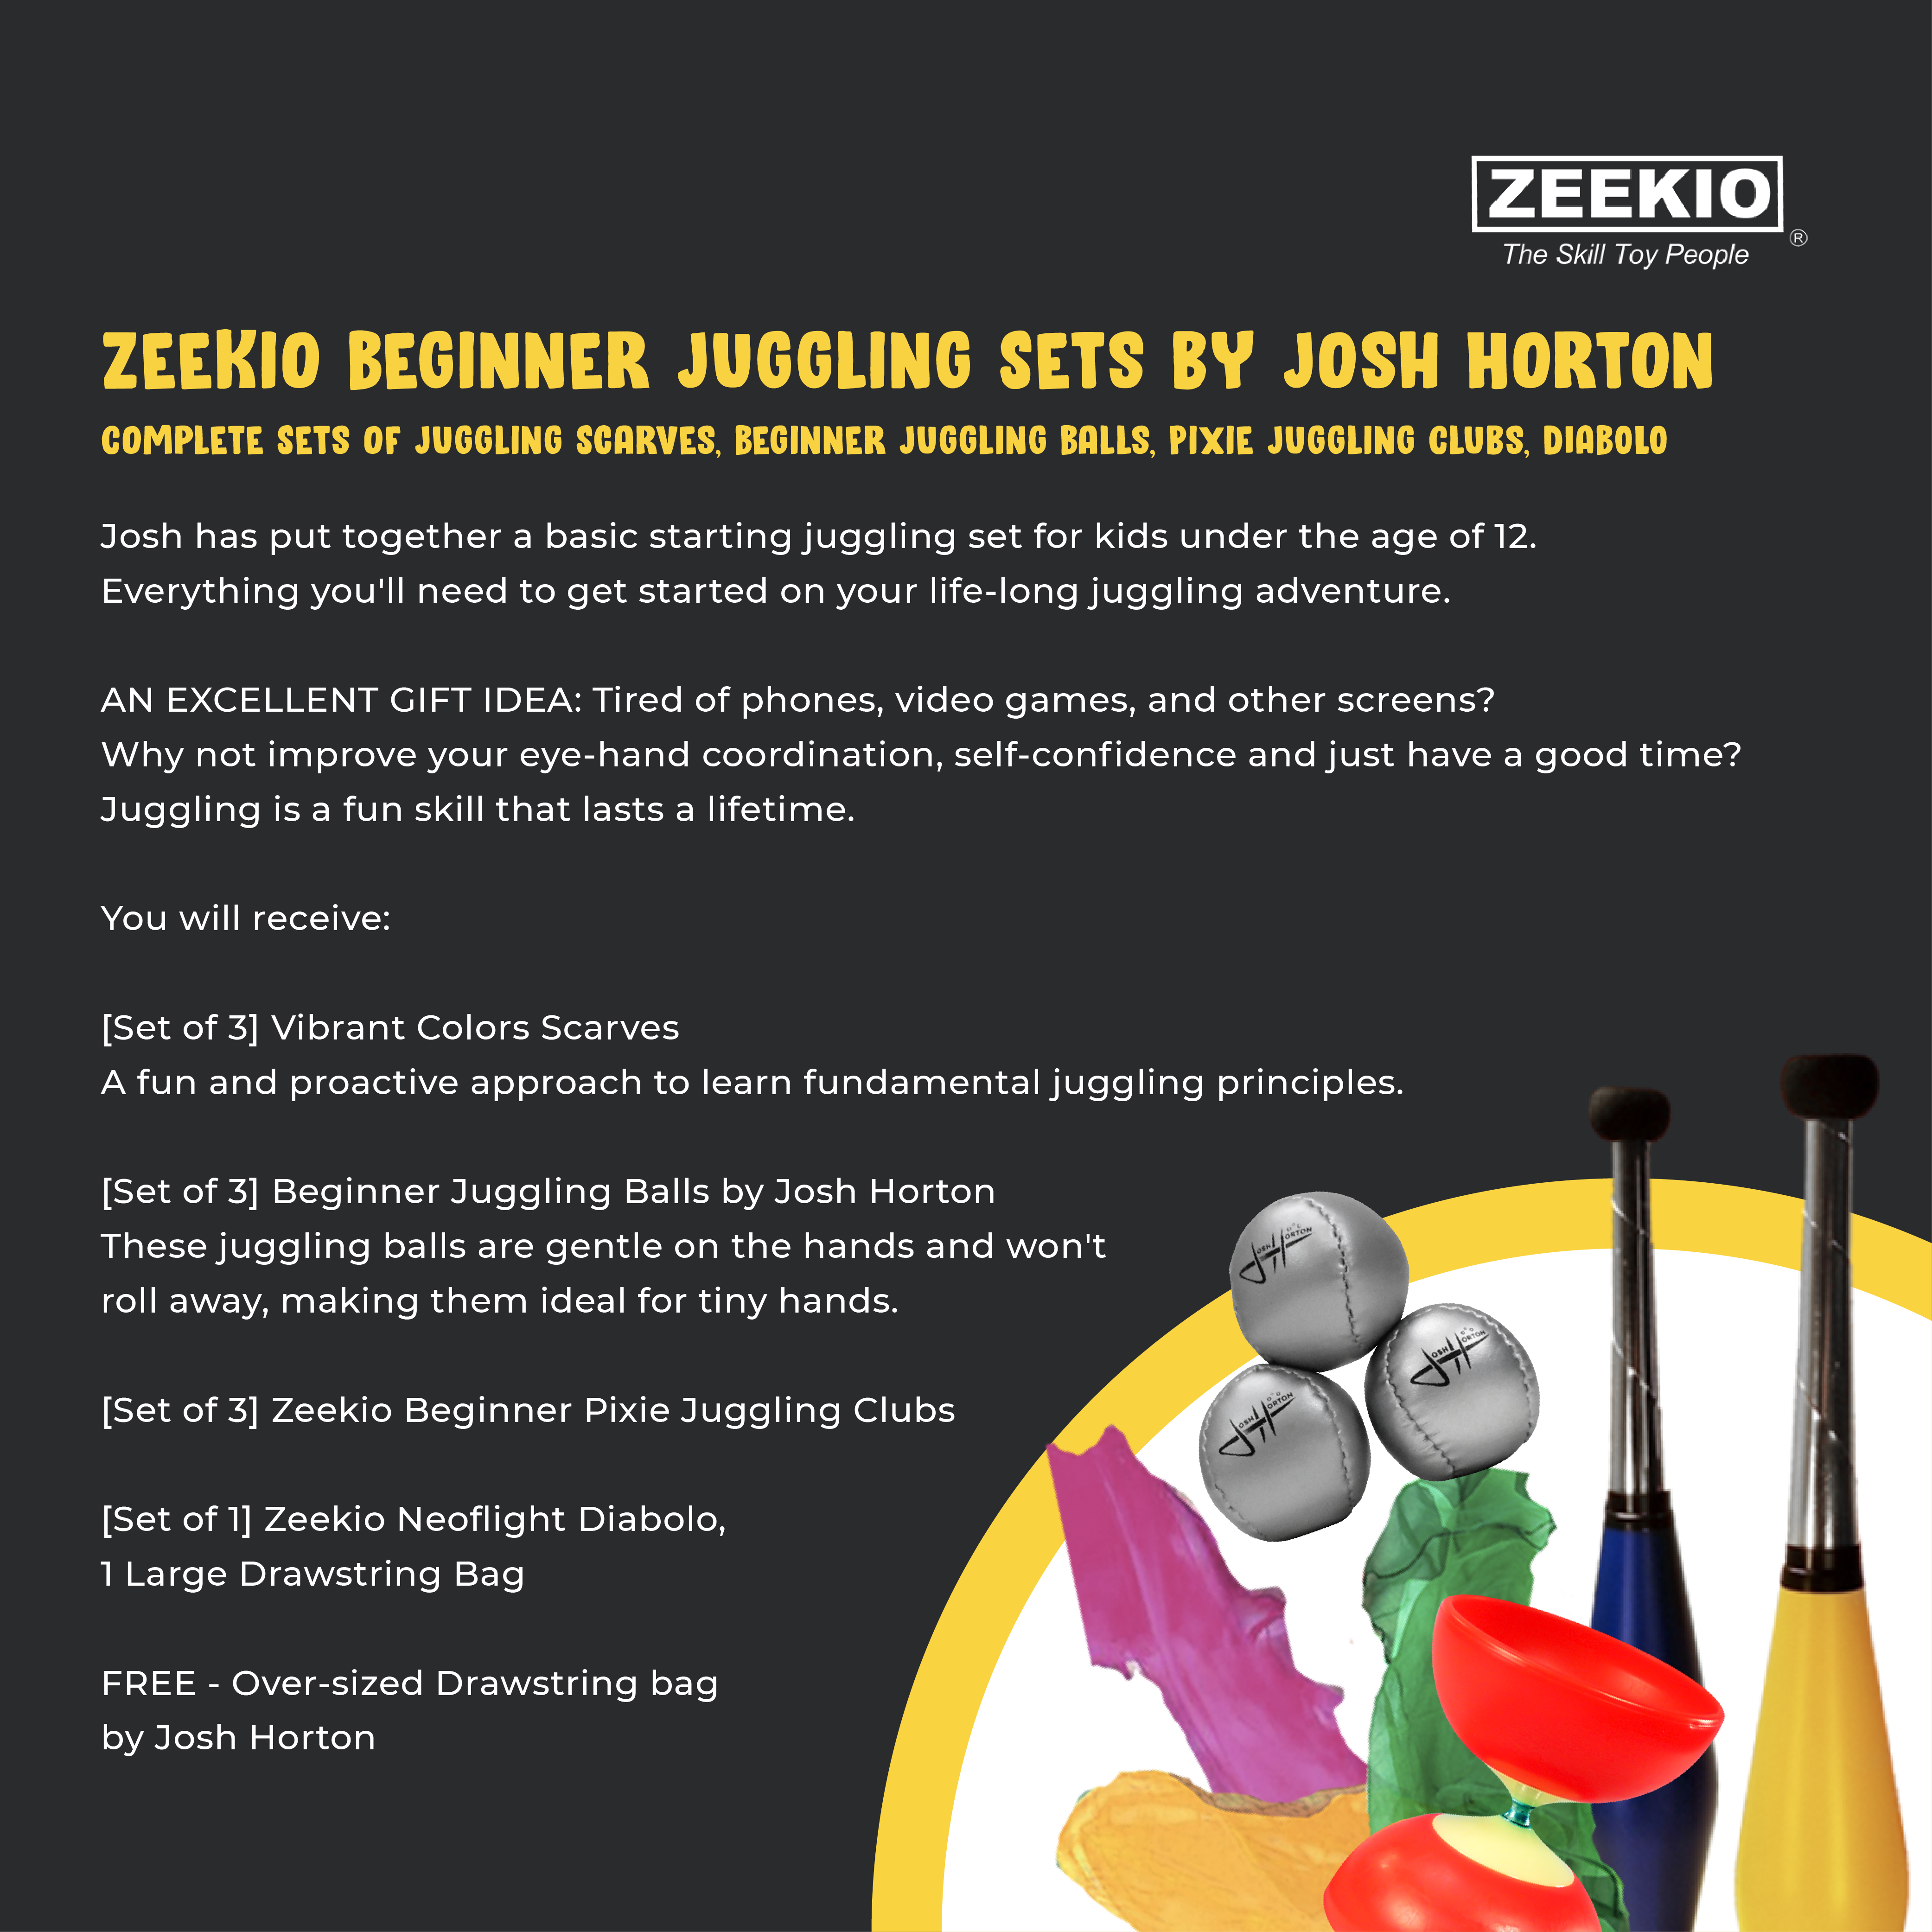 ZEEKIO
®
The Skill Toy People
ZEEKIO BEGINNER JUGGLING SETS BY JOSH HORTON
COMPLETE SETS OF JUGGLING SCARVES, BEGINNER JUGGLING BALLS, PIXIE JUGGLING CLUBS, DIABOLO
Josh has put together a basic starting juggling set for kids under the age of 12.
Everything you'll need to get started on your life-long juggling adventure.
AN EXCELLENT GIFT IDEA: Tired of phones, video games, and other screens?
Why not improve your eye-hand coordination, self-confidence and just have a good time?
Juggling is a fun skill that lasts a lifetime.
You will receive:
[Set of 3] Vibrant Colors Scarves
A fun and proactive approach to learn fundamental juggling principles.
[Set of 3] Beginner Juggling Balls by Josh Horton
These juggling balls are gentle on the hands and won't
roll away, making them ideal for tiny hands.
[Set of 3] Zeekio Beginner Pixie Juggling Clubs
[Set of 1] Zeekio Neoflight Diabolo,
1 Large Drawstring Bag
FREE - Over-sized Drawstring bag
by Josh Horton
JOSH HORTON
JOSH HORTON
JOSH HORTON